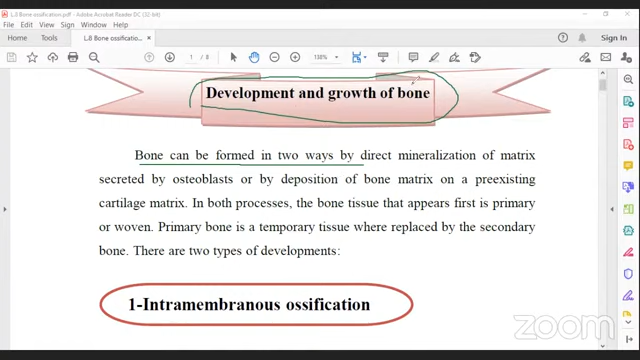 L.8 Bone ossification.pdf - Adobe Acrobat Reader DC (32-bit)
File Edit View Sign Window Help
Home Tools L.8 Bone ossification... × Sign In
1 / 8 138%
Development and growth of bone
Bone can be formed in two ways by direct mineralization of matrix
secreted by osteoblasts or by deposition of bone matrix on a preexisting
cartilage matrix. In both processes, the bone tissue that appears first is primary
or woven. Primary bone is a temporary tissue where replaced by the secondary
bone. There are two types of developments:
1-Intramembranous ossification
zoom